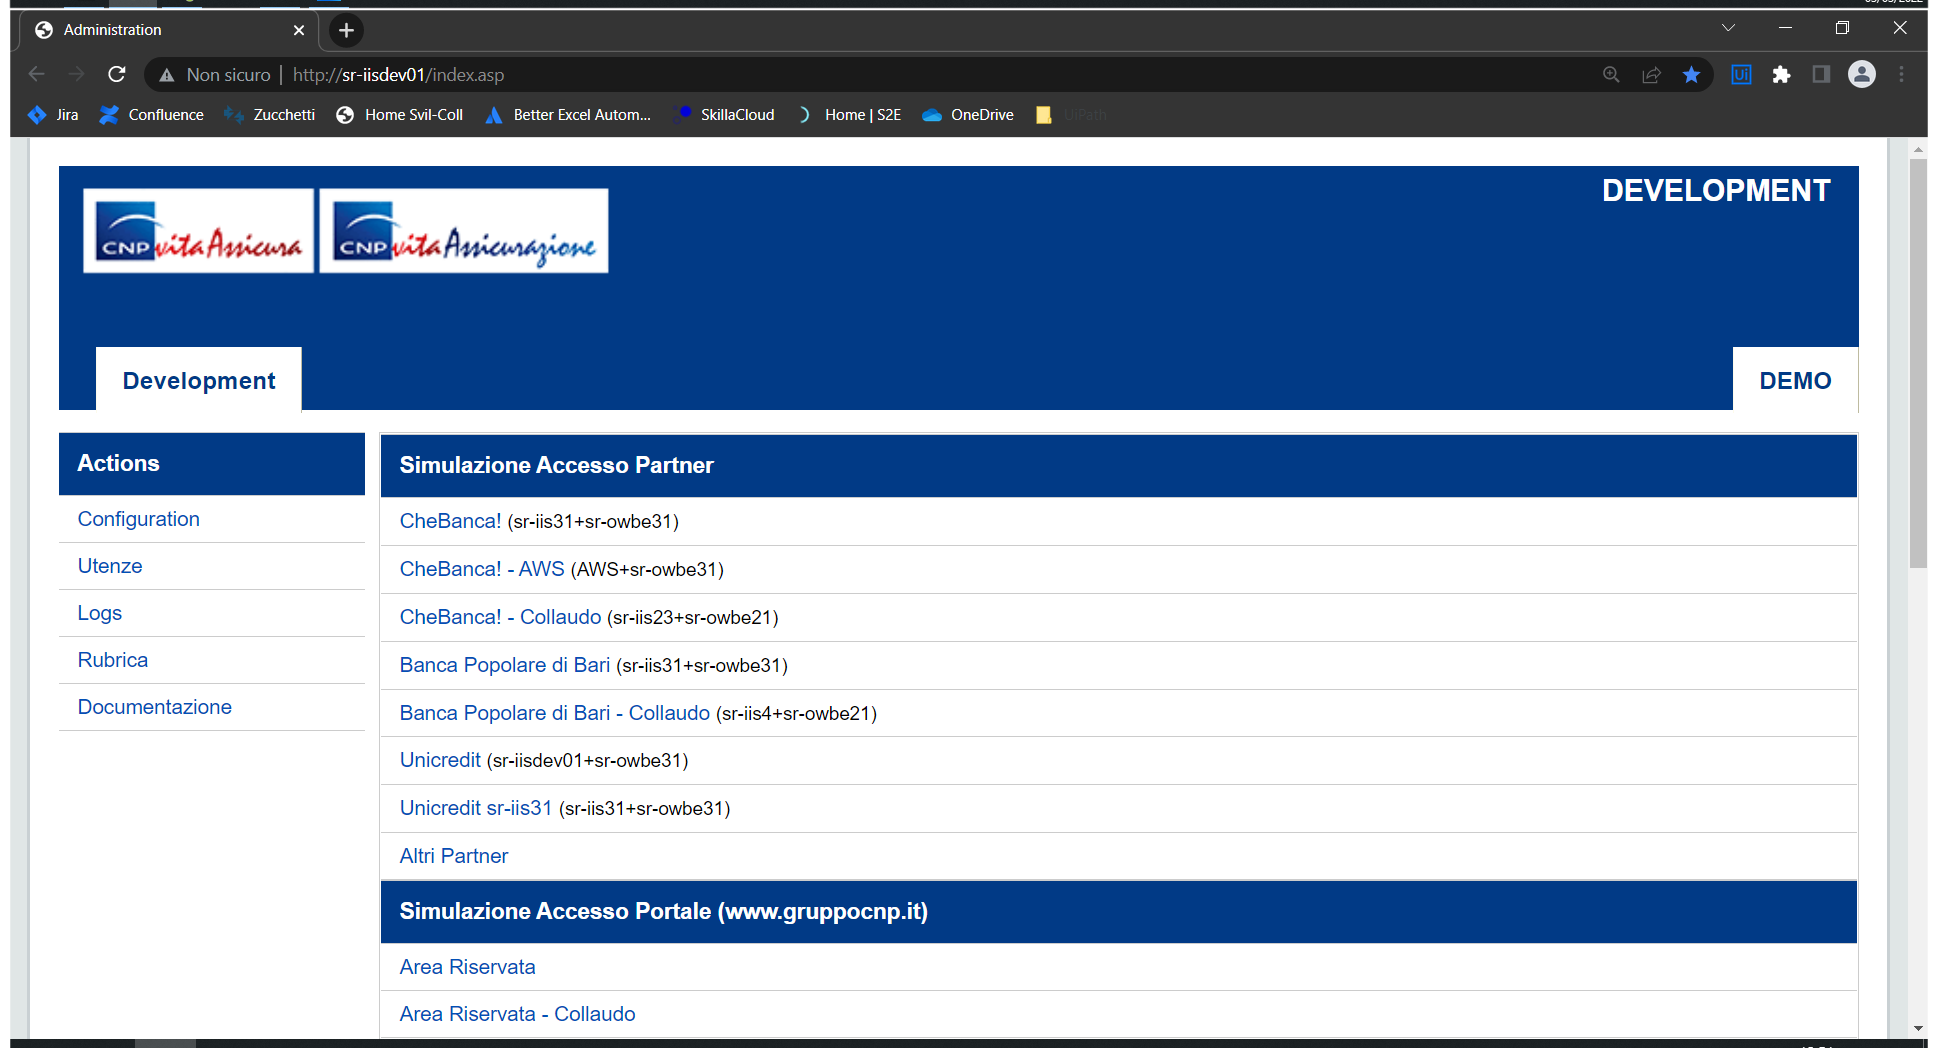 Administration
Non sicuro | http://sr-iisdev01/index.asp
Jira Confluence Zucchetti Home Svil-Coll Better Excel Autom... SkillaCloud Home | S2E OneDrive UiPath
DEVELOPMENT
CNP vita Assicura CNP vita Assicurazione
Development DEMO
Actions
Configuration
Utenze
Logs
Rubrica
Documentazione
Simulazione Accesso Partner
CheBanca! (sr-iis31+sr-owbe31)
CheBanca! - AWS (AWS+sr-owbe31)
CheBanca! - Collaudo (sr-iis23+sr-owbe21)
Banca Popolare di Bari (sr-iis31+sr-owbe31)
Banca Popolare di Bari - Collaudo (sr-iis4+sr-owbe21)
Unicredit (sr-iisdev01+sr-owbe31)
Unicredit sr-iis31 (sr-iis31+sr-owbe31)
Altri Partner
Simulazione Accesso Portale (www.gruppocnp.it)
Area Riservata
Area Riservata - Collaudo